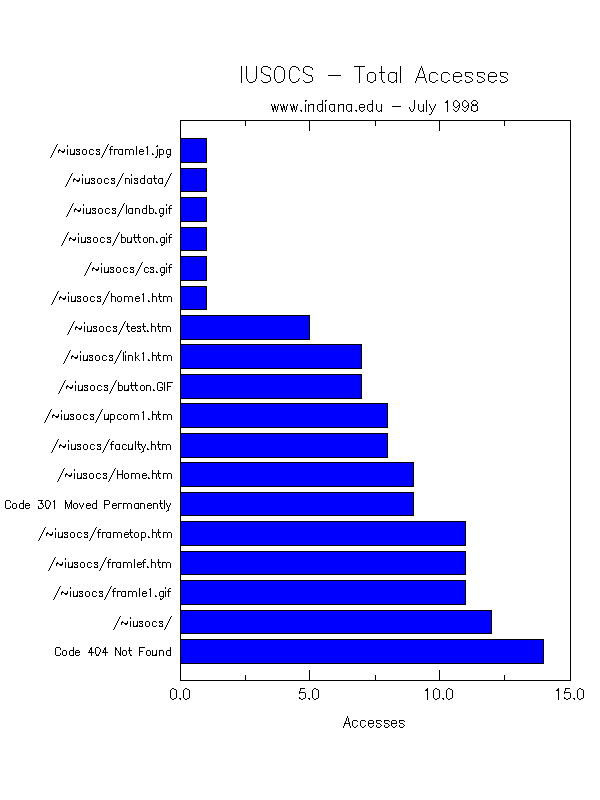 IUSOCS - Total Accesses
www.indiana.edu - July 1998
/~iusocs/framle1.jpg
/~iusocs/nisdata/
/~iusocs/landb.gif
/~iusocs/button.gif
/~iusocs/cs.gif
/~iusocs/home1.htm
/~iusocs/test.htm
/~iusocs/link1.htm
/~iusocs/button.GIF
/~iusocs/upcom1.htm
/~iusocs/faculty.htm
/~iusocs/Home.htm
Code 301 Moved Permanently
/~iusocs/frametop.htm
/~iusocs/framlef.htm
/~iusocs/framle1.gif
/~iusocs/
Code 404 Not Found
0.0 5.0 10.0 15.0
Accesses